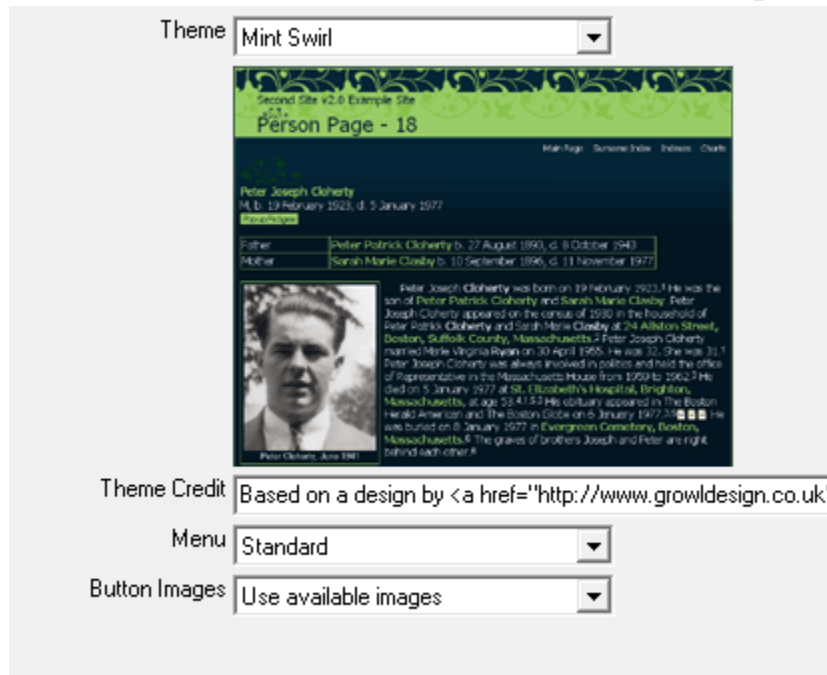 Theme
Mint Swirl
Second Site v2.0 Example Site
Person Page - 18
Main Page Surname Index Indexes Charts
Peter Joseph Cloherty
M, b. 19 February 1923, d. 5 January 1977
Father Peter Patrick Cloherty b. 27 August 1893, d. 8 October 1943
Mother Sarah Marie Clasby b. 10 September 1896, d. 11 November 1977
Peter Joseph Cloherty was born on 19 February 1923.1 He was the
son of Peter Patrick Cloherty and Sarah Marie Clasby. Peter
Joseph Cloherty appeared on the census of 1930 in the household of
Peter Patrick Cloherty and Sarah Marie Clasby at 24 Allston Street,
Boston, Suffolk County, Massachusetts.2 Peter Joseph Cloherty
married Marie Virginia Ryan on 30 April 1955. He was 32. She was 31.
Peter Joseph Cloherty was always involved in politics and held the office
of Representative in the Massachusetts House from 1959 to 1962.3 He
died on 5 January 1977 at St. Elizabeth's Hospital, Brighton,
Massachusetts, at age 53. His obituary appeared in The Boston
Herald American and The Boston Globe on 6 January 1977. He
was buried on 8 January 1977 in Evergreen Cemetery, Boston,
Massachusetts.6 The graves of brothers Joseph and Peter are right
behind each other.
Peter Cloherty, June 1941
Theme Credit
Based on a design by <a href="http://www.growldesign.co.uk"
Menu
Standard
Button Images
Use available images